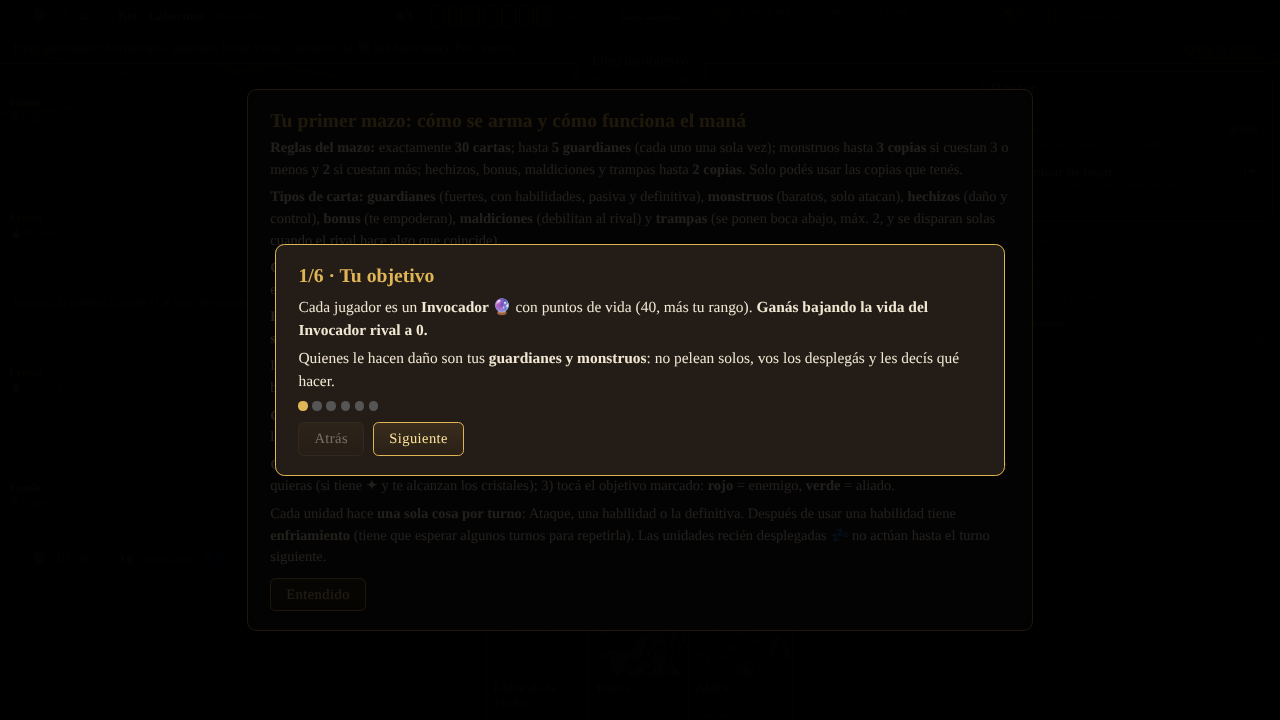 Tu primer mazo: cómo se arma y cómo funciona el maná
Reglas del mazo: exactamente 30 cartas; hasta 5 guardianes (cada uno una sola vez); monstruos hasta 3 copias si cuestan 3 o
menos y 2 si cuestan más; hechizos, bonus, maldiciones y trampas hasta 2 copias. Solo podés usar las copias que tenés.
Tipos de carta: guardianes (fuertes, con habilidades, pasiva y definitiva), monstruos (baratos, solo atacan), hechizos (daño y
control), bonus (te empoderan), maldiciones (debilitan al rival) y trampas (se ponen boca abajo, máx. 2, y se disparan solas
cuando el rival hace algo que coincide).
1/6 · Tu objetivo
Cada jugador es un Invocador 🔮 con puntos de vida (40, más tu rango). Ganás bajando la vida del
Invocador rival a 0.
Quienes le hacen daño son tus guardianes y monstruos: no pelean solos, vos los desplegás y les decís qué
hacer.
Atrás Siguiente
quieras (si tiene ✦ y te alcanzan los cristales); 3) tocá el objetivo marcado: rojo = enemigo, verde = aliado.
Cada unidad hace una sola cosa por turno: Ataque, una habilidad o la definitiva. Después de usar una habilidad tiene
enfriamiento (tiene que esperar algunos turnos para repetirla). Las unidades recién desplegadas 💤 no actúan hasta el turno
siguiente.
Entendido